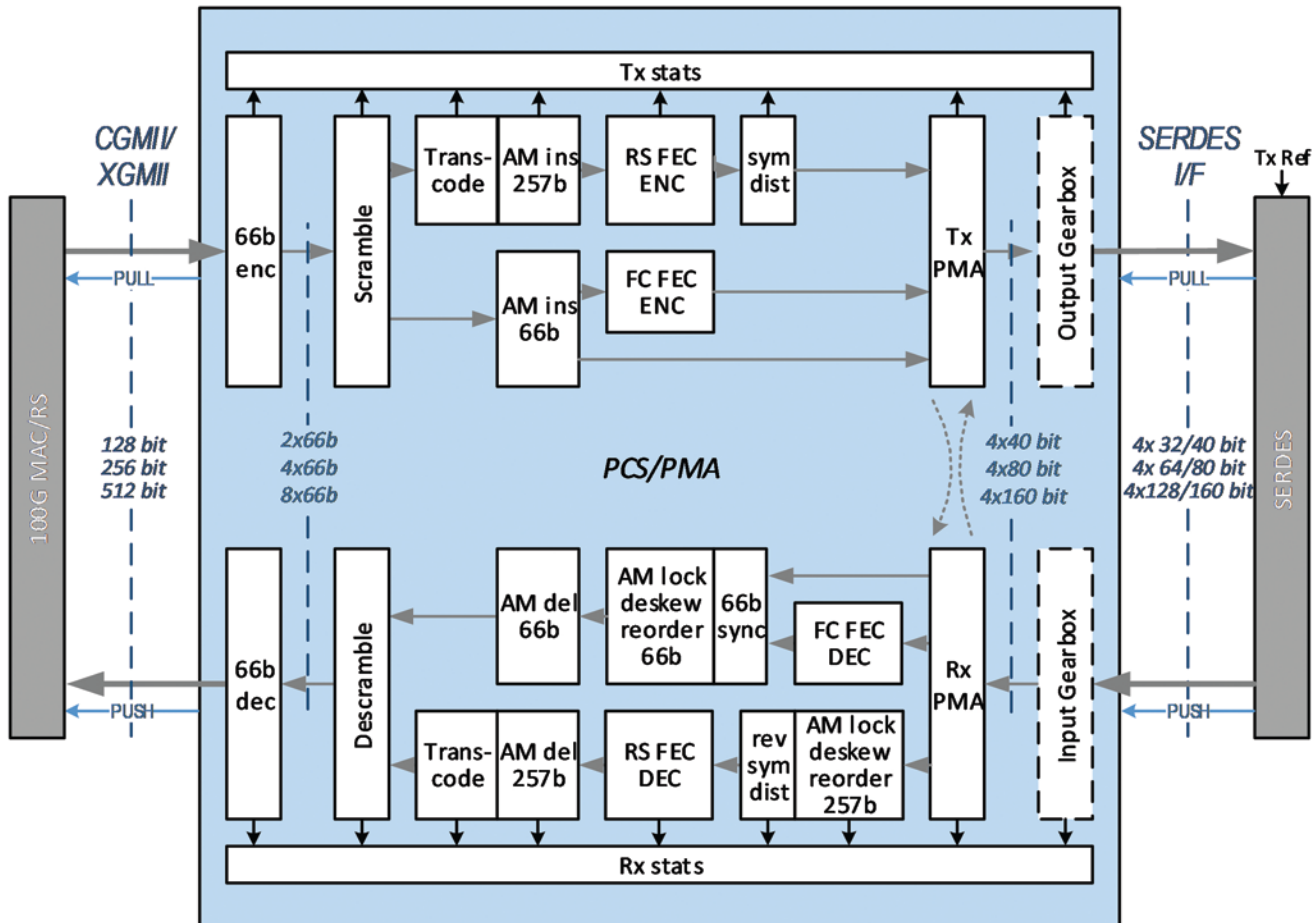 Tx stats
CGMII/
XGMII
SERDES
I/F
Tx Ref
100G MAC/RS
PULL
66b
enc
Scramble
Trans-
code
AM ins
257b
RS FEC
ENC
sym
dist
AM ins
66b
FC FEC
ENC
Tx
PMA
Output Gearbox
PULL
SERDES
128 bit
256 bit
512 bit
2x66b
4x66b
8x66b
PCS/PMA
4x40 bit
4x80 bit
4x160 bit
4x 32/40 bit
4x 64/80 bit
4x128/160 bit
66b
dec
PUSH
Descramble
AM del
66b
AM lock
deskew
reorder
66b
66b
sync
FC FEC
DEC
Rx
PMA
Input Gearbox
PUSH
Trans-
code
AM del
257b
RS FEC
DEC
rev
sym
dist
AM lock
deskew
reorder
257b
Rx stats